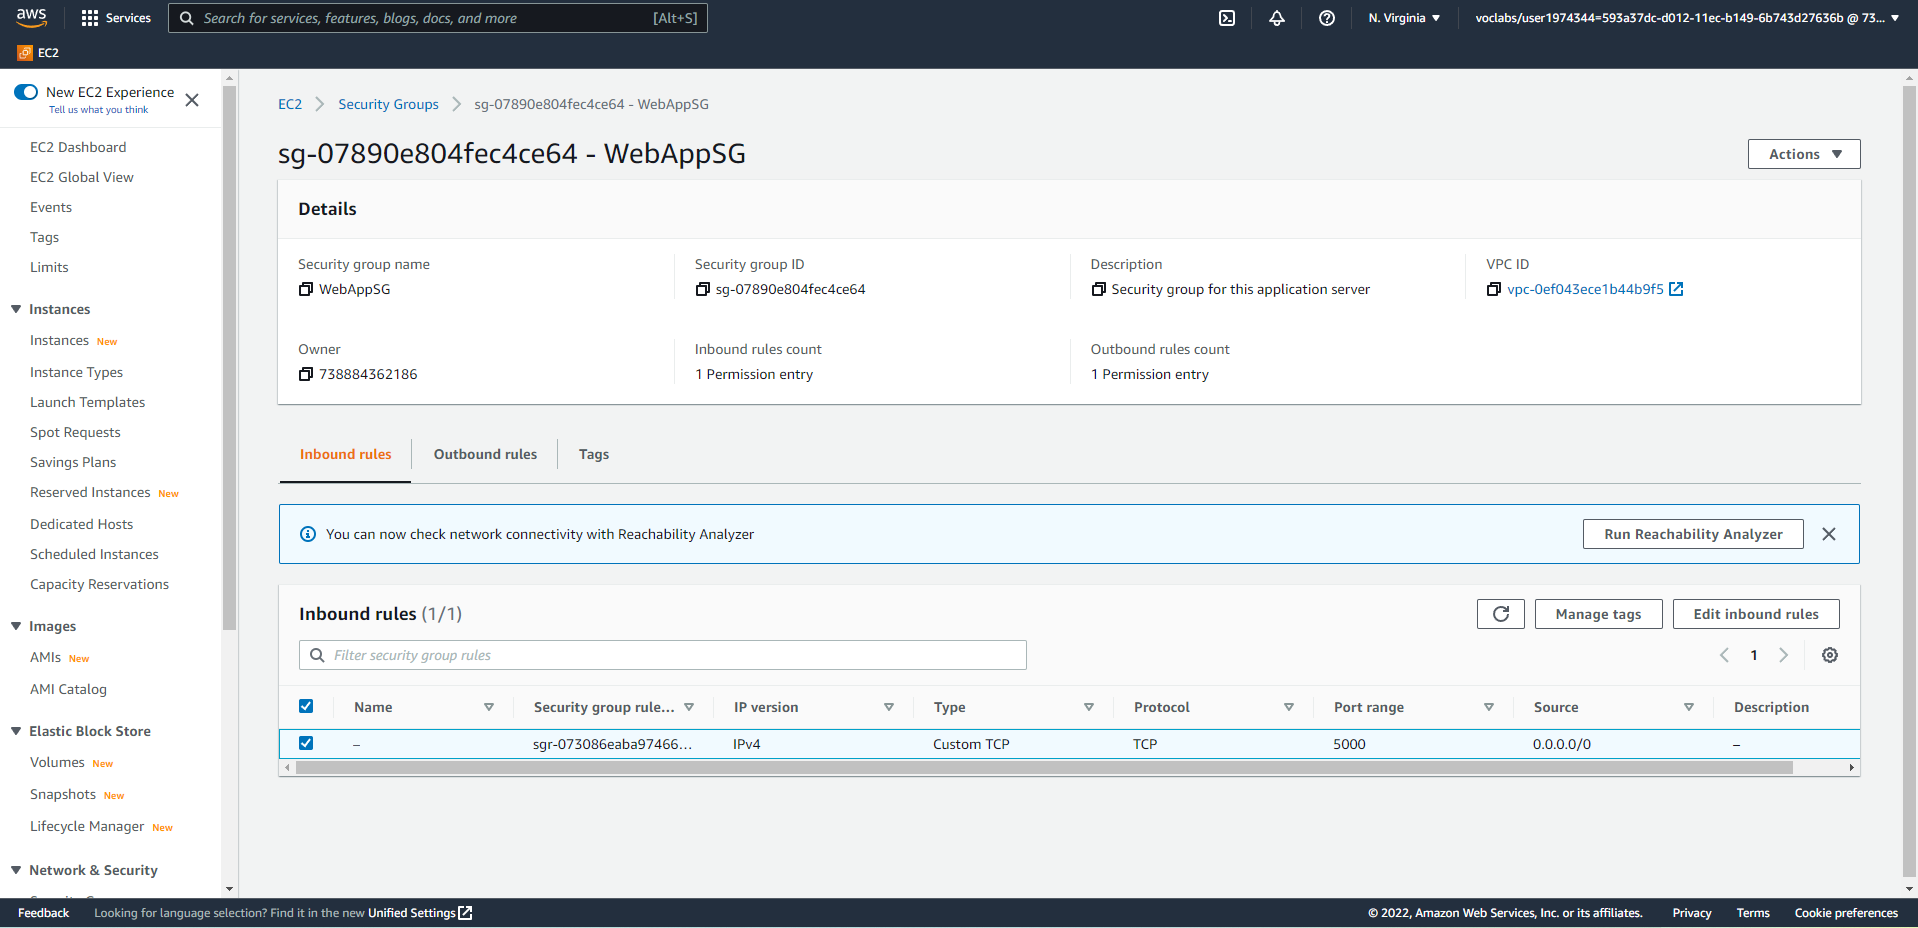 aws
Services
Search for services, features, blogs, docs, and more [Alt+S]
N. Virginia
voclabs/user1974344=593a37dc-d012-11ec-b149-6b743d27636b @ 73...
EC2
New EC2 Experience
Tell us what you think
EC2 Dashboard
EC2 Global View
Events
Tags
Limits
Instances
Instances New
Instance Types
Launch Templates
Spot Requests
Savings Plans
Reserved Instances New
Dedicated Hosts
Scheduled Instances
Capacity Reservations
Images
AMIs New
AMI Catalog
Elastic Block Store
Volumes New
Snapshots New
Lifecycle Manager New
Network & Security
EC2 > Security Groups > sg-07890e804fec4ce64 - WebAppSG
sg-07890e804fec4ce64 - WebAppSG
Actions
Details
Security group name
WebAppSG
Security group ID
sg-07890e804fec4ce64
Description
Security group for this application server
VPC ID
vpc-0ef043ece1b44b9f5
Owner
738884362186
Inbound rules count
1 Permission entry
Outbound rules count
1 Permission entry
Inbound rules Outbound rules Tags
You can now check network connectivity with Reachability Analyzer
Run Reachability Analyzer
Inbound rules (1/1)
Manage tags
Edit inbound rules
Filter security group rules
1
Name Security group rule... IP version Type Protocol Port range Source Description
– sgr-073086eaba97466... IPv4 Custom TCP TCP 5000 0.0.0.0/0 –
Feedback Looking for language selection? Find it in the new Unified Settings
© 2022, Amazon Web Services, Inc. or its affiliates. Privacy Terms Cookie preferences